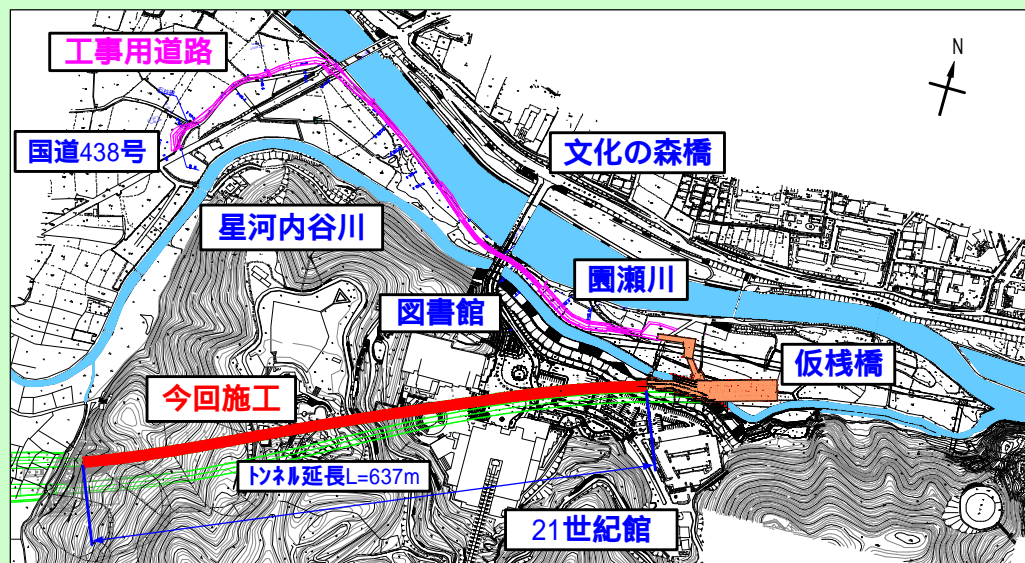 工事用道路
N
国道438号
文化の森橋
星河内谷川
園瀬川
図書館
仮桟橋
今回施工
トンネル延長L=637m
21世紀館